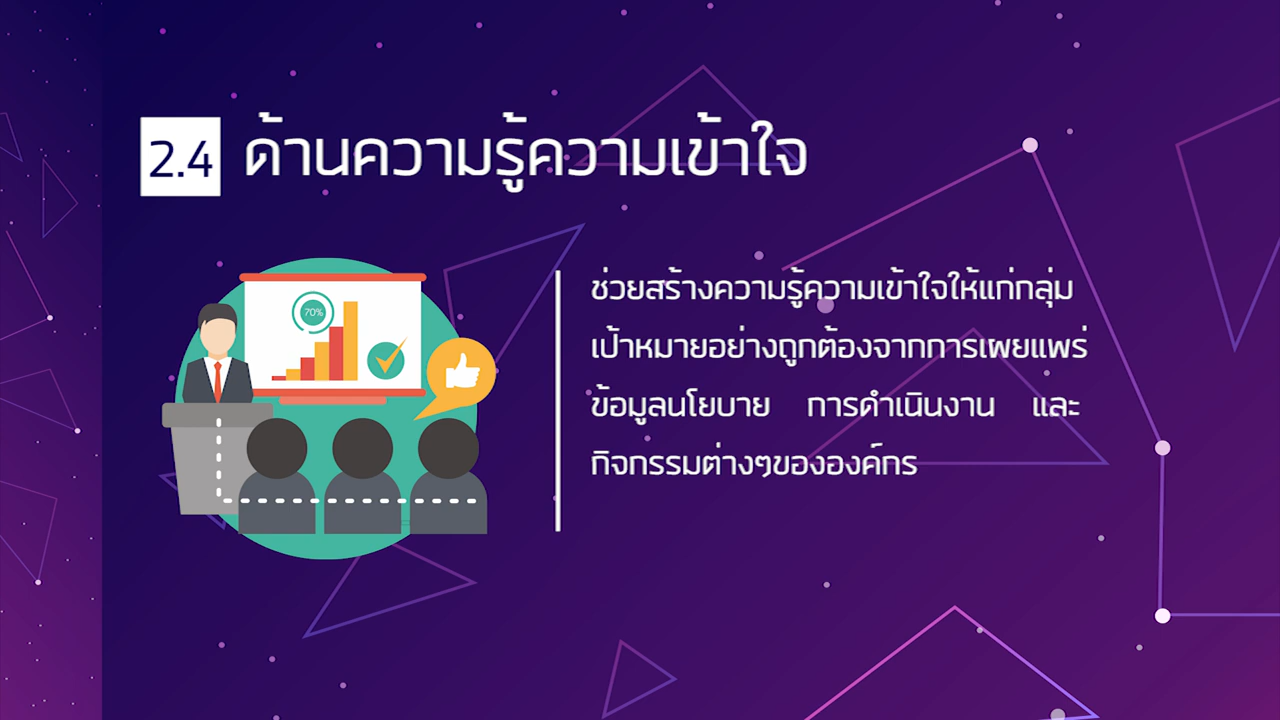 2.4 ด้านความรู้ความเข้าใจ
70%
ช่วยสร้างความรู้ความเข้าใจให้แก่กลุ่ม
เป้าหมายอย่างถูกต้องจากการเผยแพร่
ข้อมูลนโยบาย การดำเนินงาน และ
กิจกรรมต่างๆขององค์กร